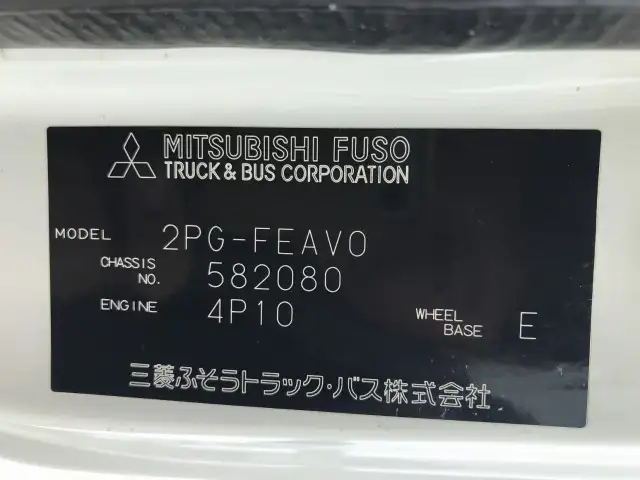 MITSUBISHI FUSO
TRUCK & BUS CORPORATION
MODEL 2PG-FEAV0
CHASSIS NO. 582080
ENGINE 4P10
WHEEL BASE E
三菱ふそうトラック・バス株式会社